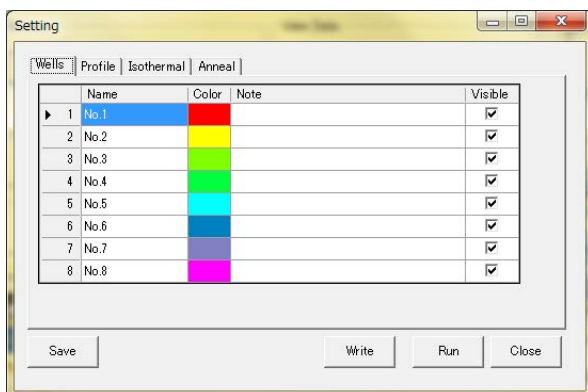 Setting
Wells Profile Isothermal Anneal
Name Color Note Visible
1 No.1
2 No.2
3 No.3
4 No.4
5 No.5
6 No.6
7 No.7
8 No.8
Save Write Run Close